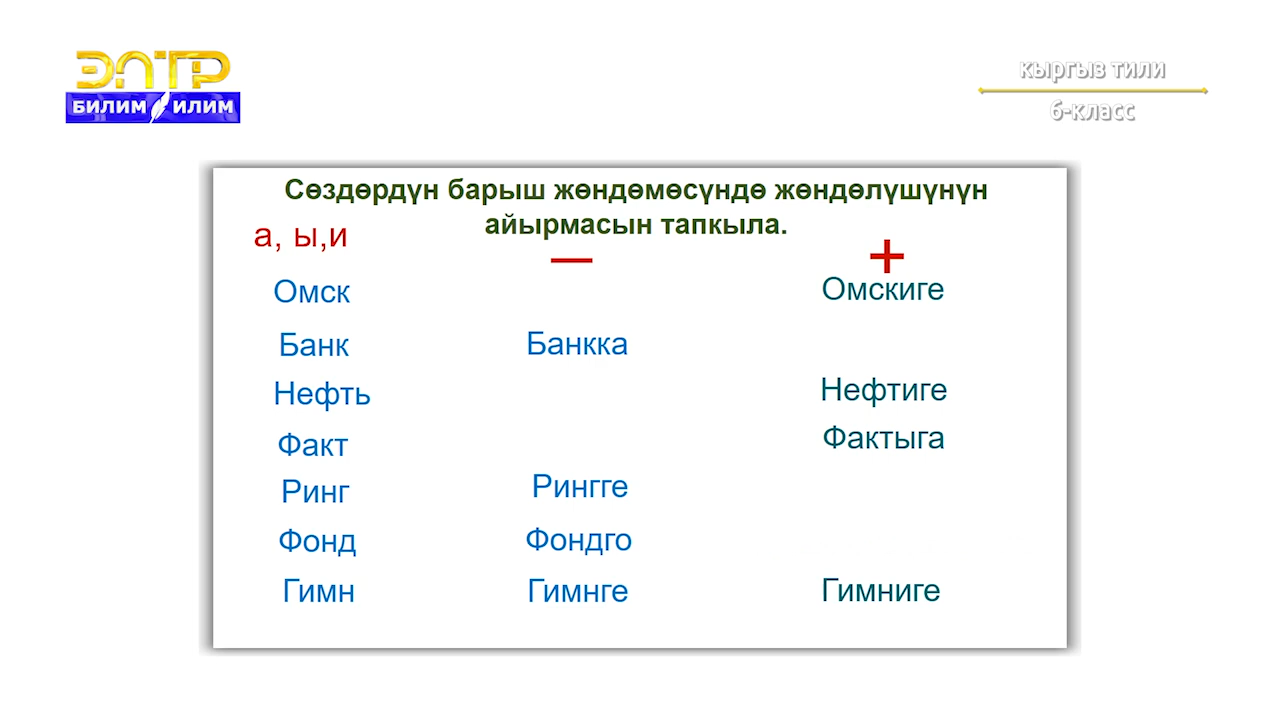 ЭЛТР
БИЛИМ ИЛИМ
кыргыз тили
6-класс
Сөздөрдүн барыш жөндөмөсүндө жөндөлүшүнүн
айырмасын тапкыла.
а, ы,и — +
Омск Омскиге
Банк Банкка
Нефть Нефтиге
Факт Фактыга
Ринг Рингге
Фонд Фондго
Гимн Гимнге Гимниге